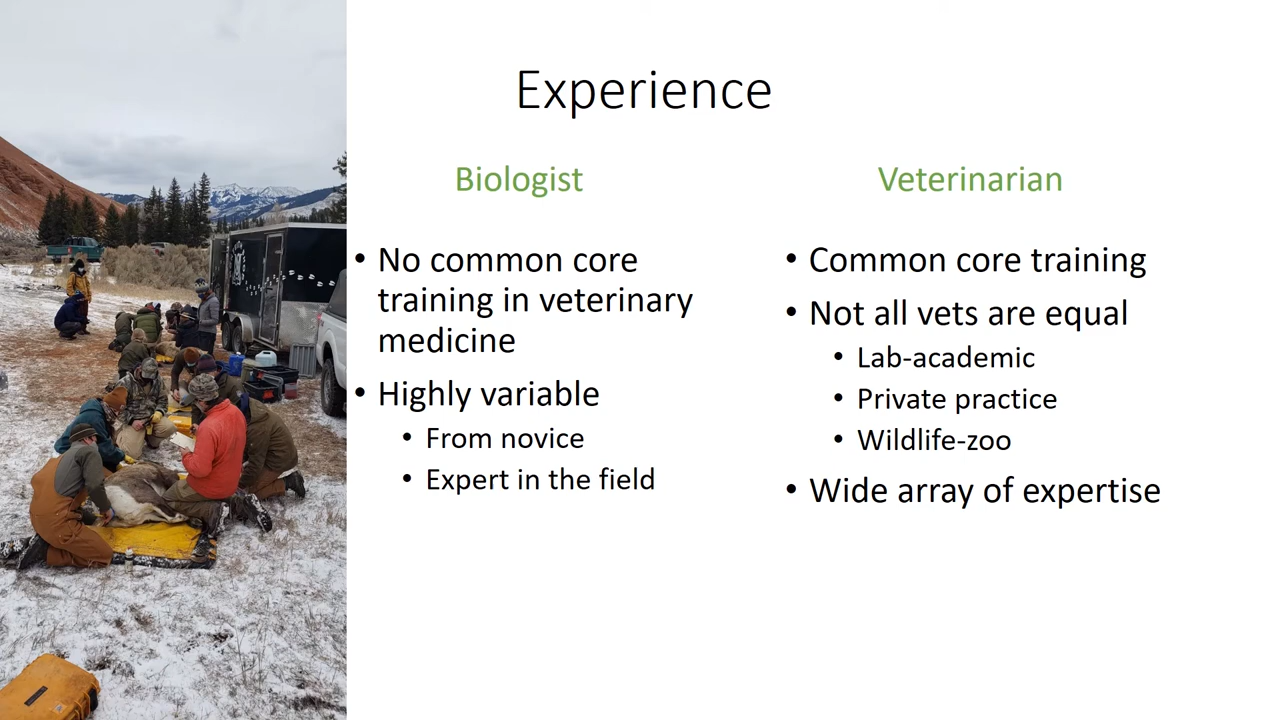 Experience
Biologist
• No common core
training in veterinary
medicine
• Highly variable
• From novice
• Expert in the field
Veterinarian
• Common core training
• Not all vets are equal
• Lab-academic
• Private practice
• Wildlife-zoo
• Wide array of expertise